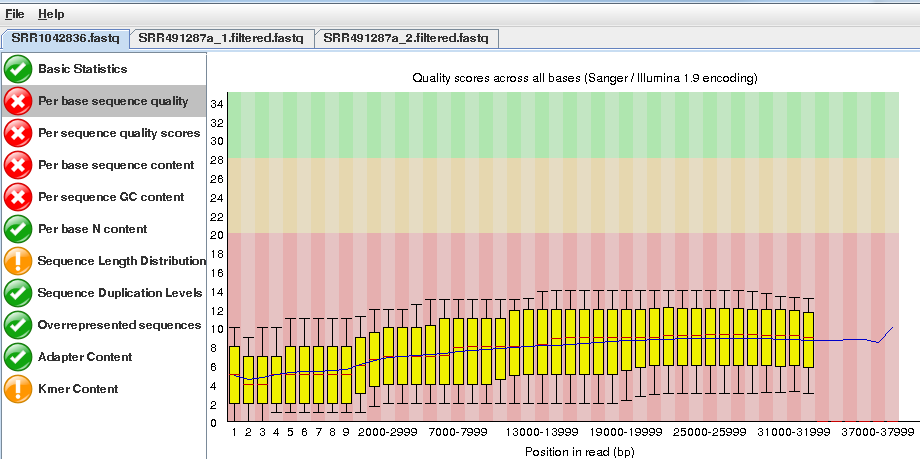 File Help
SRR1042836.fastq SRR491287a_1.filtered.fastq SRR491287a_2.filtered.fastq
Basic Statistics
Per base sequence quality
Per sequence quality scores
Per base sequence content
Per sequence GC content
Per base N content
Sequence Length Distribution
Sequence Duplication Levels
Overrepresented sequences
Adapter Content
Kmer Content
Quality scores across all bases (Sanger / Illumina 1.9 encoding)
34
32
30
28
26
24
22
20
18
16
14
12
10
8
6
4
2
0
1 2 3 4 5 6 7 8 9 2000-2999 7000-7999 13000-13999 19000-19999 25000-25999 31000-31999 37000-37999
Position in read (bp)